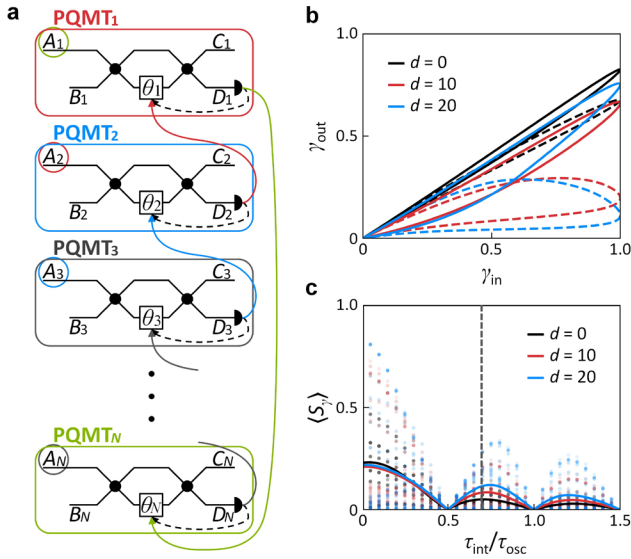 a
PQMT1
A1
C1
θ1
B1
D1
PQMT2
A2
C2
θ2
B2
D2
PQMT3
A3
C3
θ3
B3
D3
PQMTN
AN
CN
θN
BN
DN
b
1.0
0.5
0
γout
d = 0
d = 10
d = 20
0
0.5
1.0
γin
c
1.0
0.5
0
⟨Sγ⟩
d = 0
d = 10
d = 20
0
0.5
1.0
1.5
τint/τosc